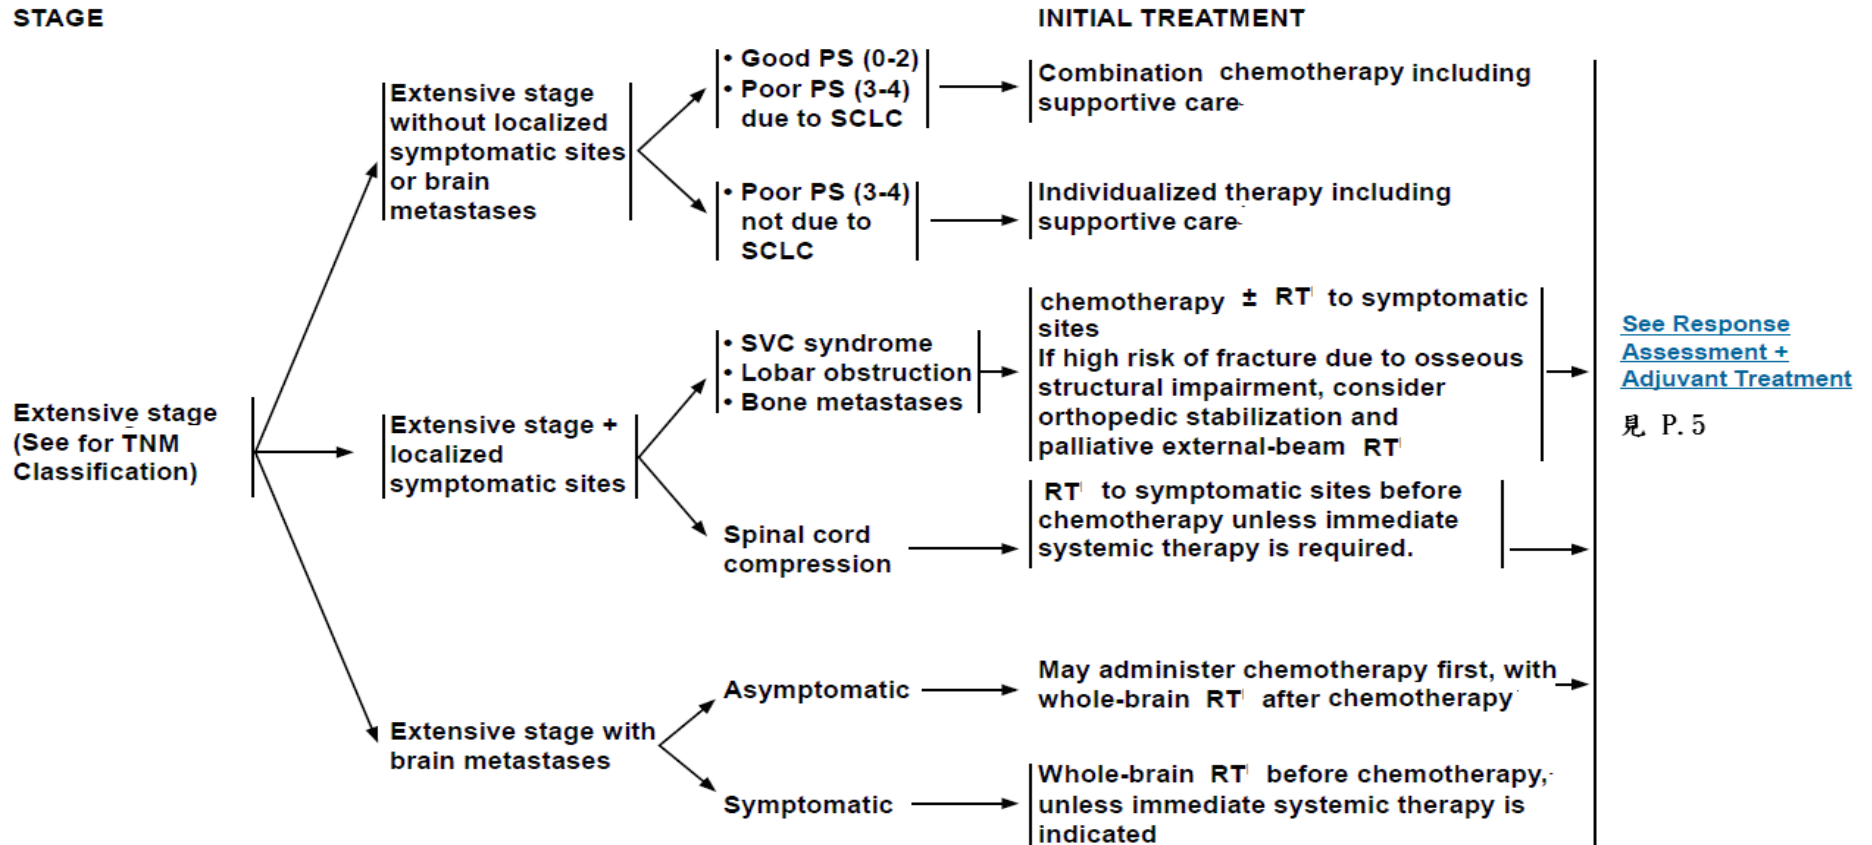 STAGE
INITIAL TREATMENT
Extensive stage
(See for TNM
Classification)
Extensive stage
without localized
symptomatic sites
or brain
metastases
• Good PS (0-2)
• Poor PS (3-4)
due to SCLC
Combination chemotherapy including
supportive care
• Poor PS (3-4)
not due to
SCLC
Individualized therapy including
supportive care
Extensive stage +
localized
symptomatic sites
• SVC syndrome
• Lobar obstruction
• Bone metastases
chemotherapy ± RT to symptomatic
sites
If high risk of fracture due to osseous
structural impairment, consider
orthopedic stabilization and
palliative external-beam RT
Spinal cord
compression
RT to symptomatic sites before
chemotherapy unless immediate
systemic therapy is required.
Extensive stage with
brain metastases
Asymptomatic
May administer chemotherapy first, with
whole-brain RT after chemotherapy
Symptomatic
Whole-brain RT before chemotherapy,
unless immediate systemic therapy is
indicated
See Response
Assessment +
Adjuvant Treatment
見 P.5